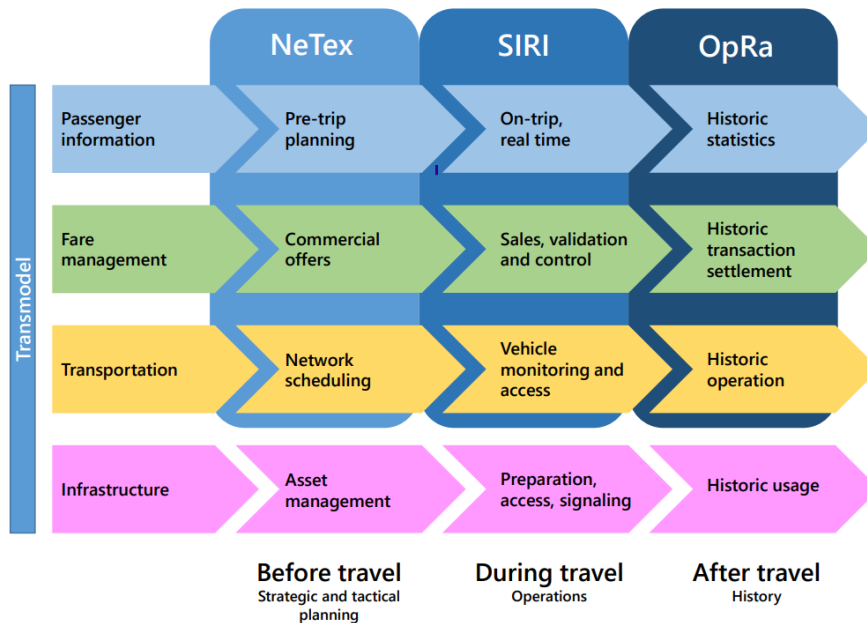 NeTex
SIRI
OpRa
Transmodel
Passenger
information
Pre-trip
planning
On-trip,
real time
Historic
statistics
Fare
management
Commercial
offers
Sales, validation
and control
Historic
transaction
settlement
Transportation
Network
scheduling
Vehicle
monitoring and
access
Historic
operation
Infrastructure
Asset
management
Preparation,
access, signaling
Historic usage
Before travel
Strategic and tactical
planning
During travel
Operations
After travel
History